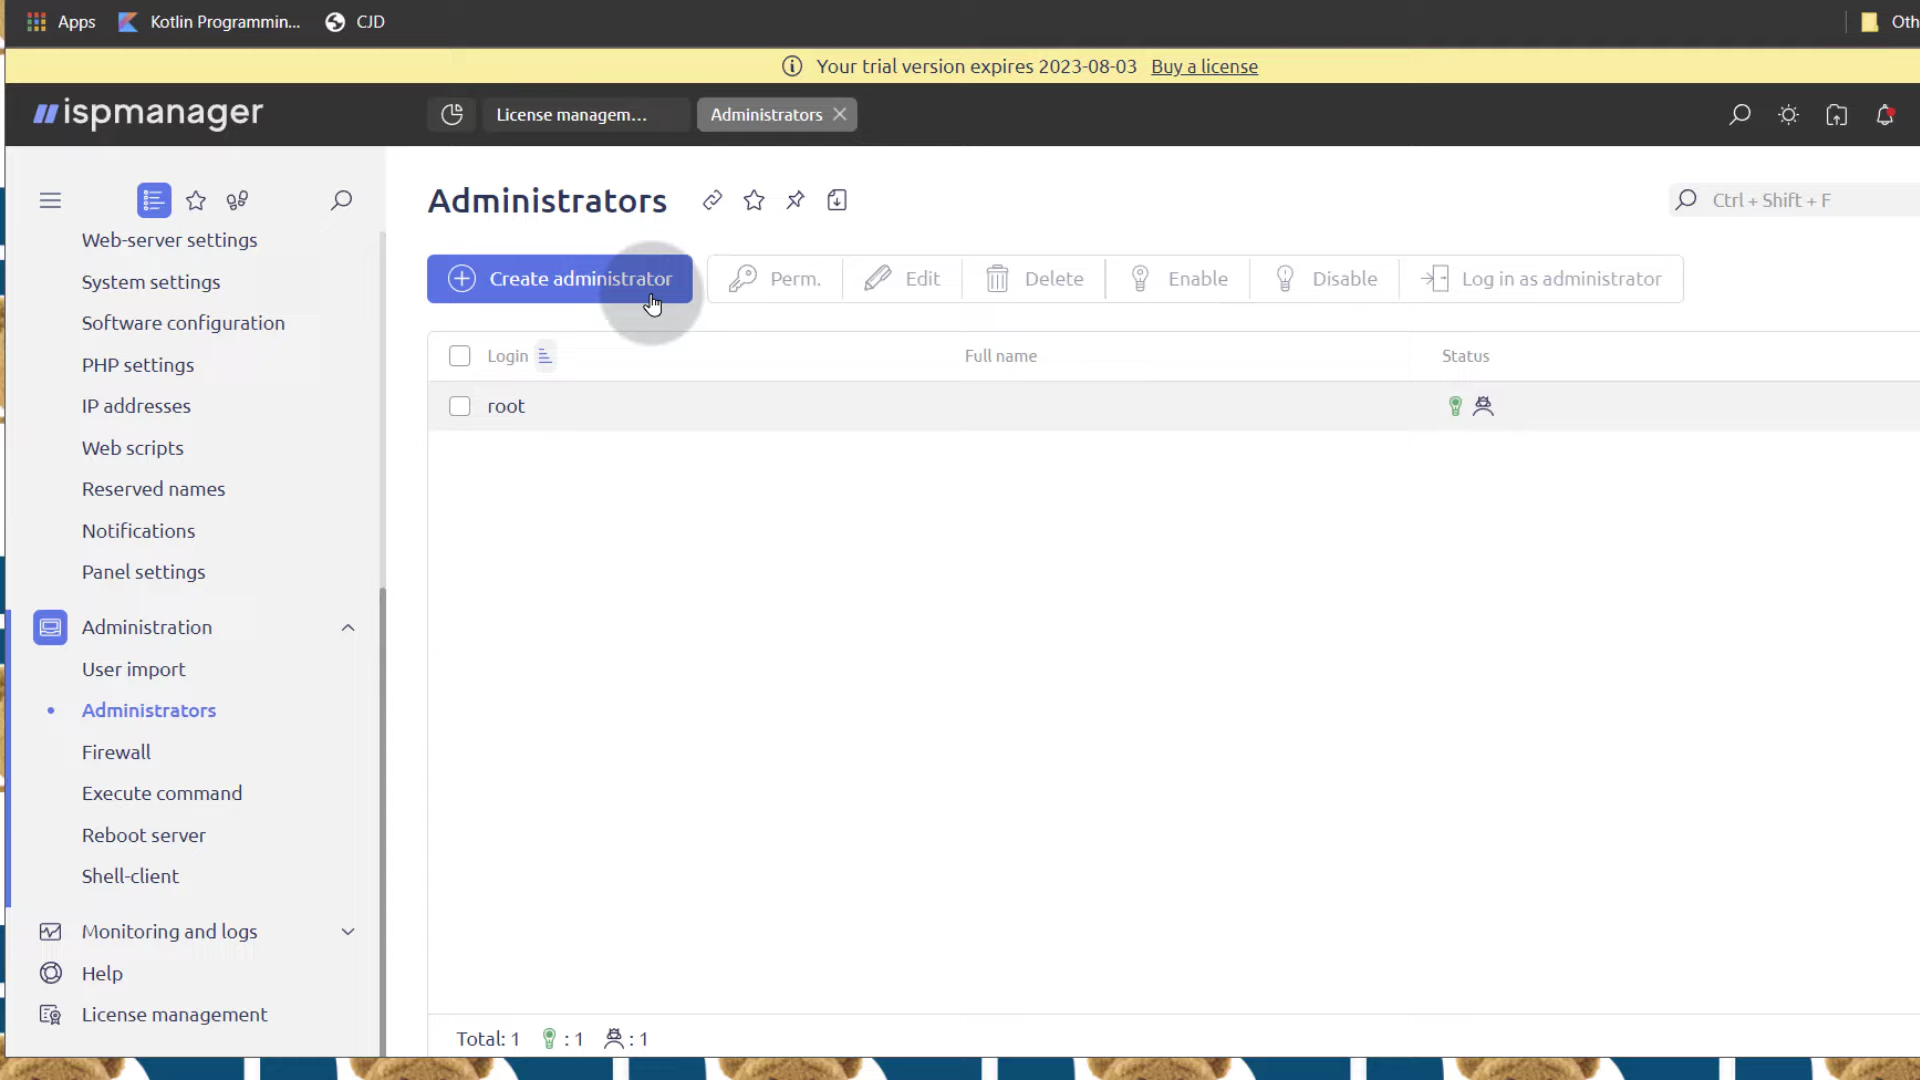 Apps
Kotlin Programmin...
CJD
Your trial version expires 2023-08-03 Buy a license
ispmanager
License managem...
Administrators
Administrators
Ctrl + Shift + F
Create administrator
Perm.
Edit
Delete
Enable
Disable
Log in as administrator
Login
Full name
Status
root
Web-server settings
System settings
Software configuration
PHP settings
IP addresses
Web scripts
Reserved names
Notifications
Panel settings
Administration
User import
Administrators
Firewall
Execute command
Reboot server
Shell-client
Monitoring and logs
Help
License management
Total: 1 : 1 : 1